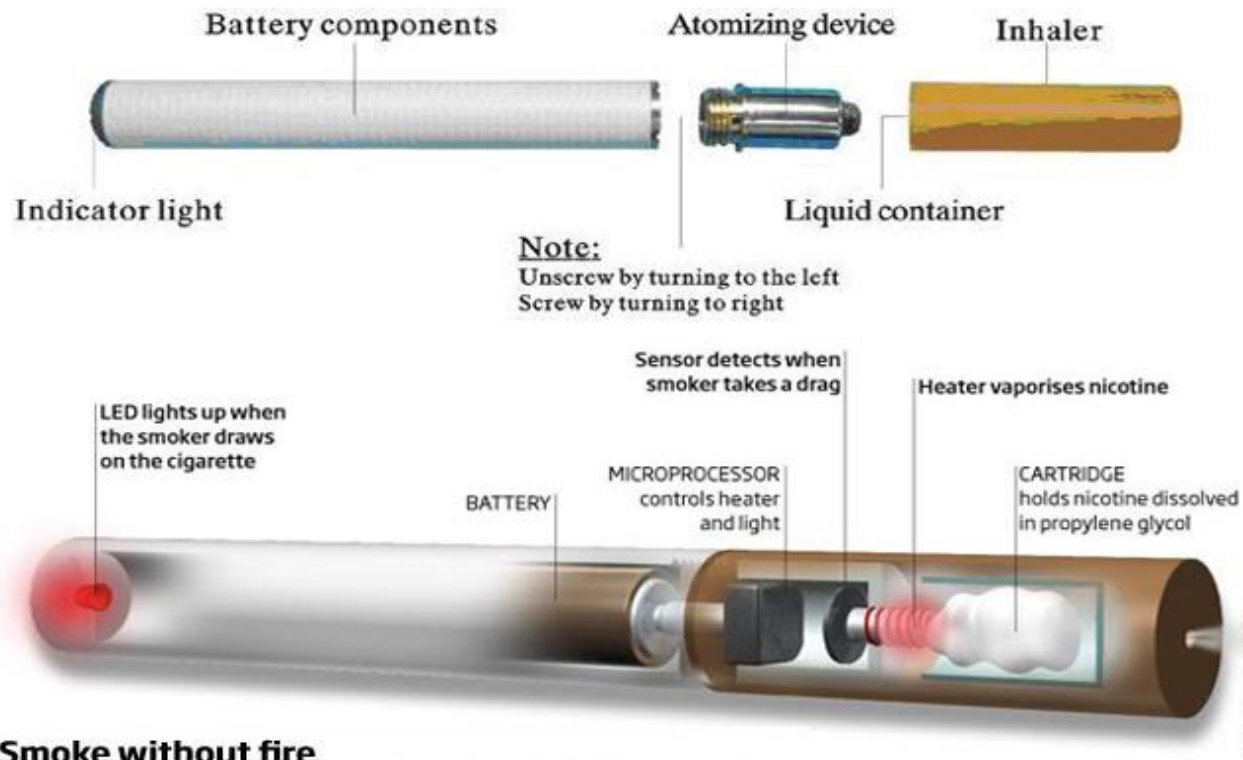 Battery components
Atomizing device
Inhaler
Indicator light
Liquid container
Note:
Unscrew by turning to the left
Screw by turning to right
Sensor detects when
smoker takes a drag
Heater vaporises nicotine
LED lights up when
the smoker draws
on the cigarette
BATTERY
MICROPROCESSOR
controls heater
and light
CARTRIDGE
holds nicotine dissolved
in propylene glycol
Smoke without fire